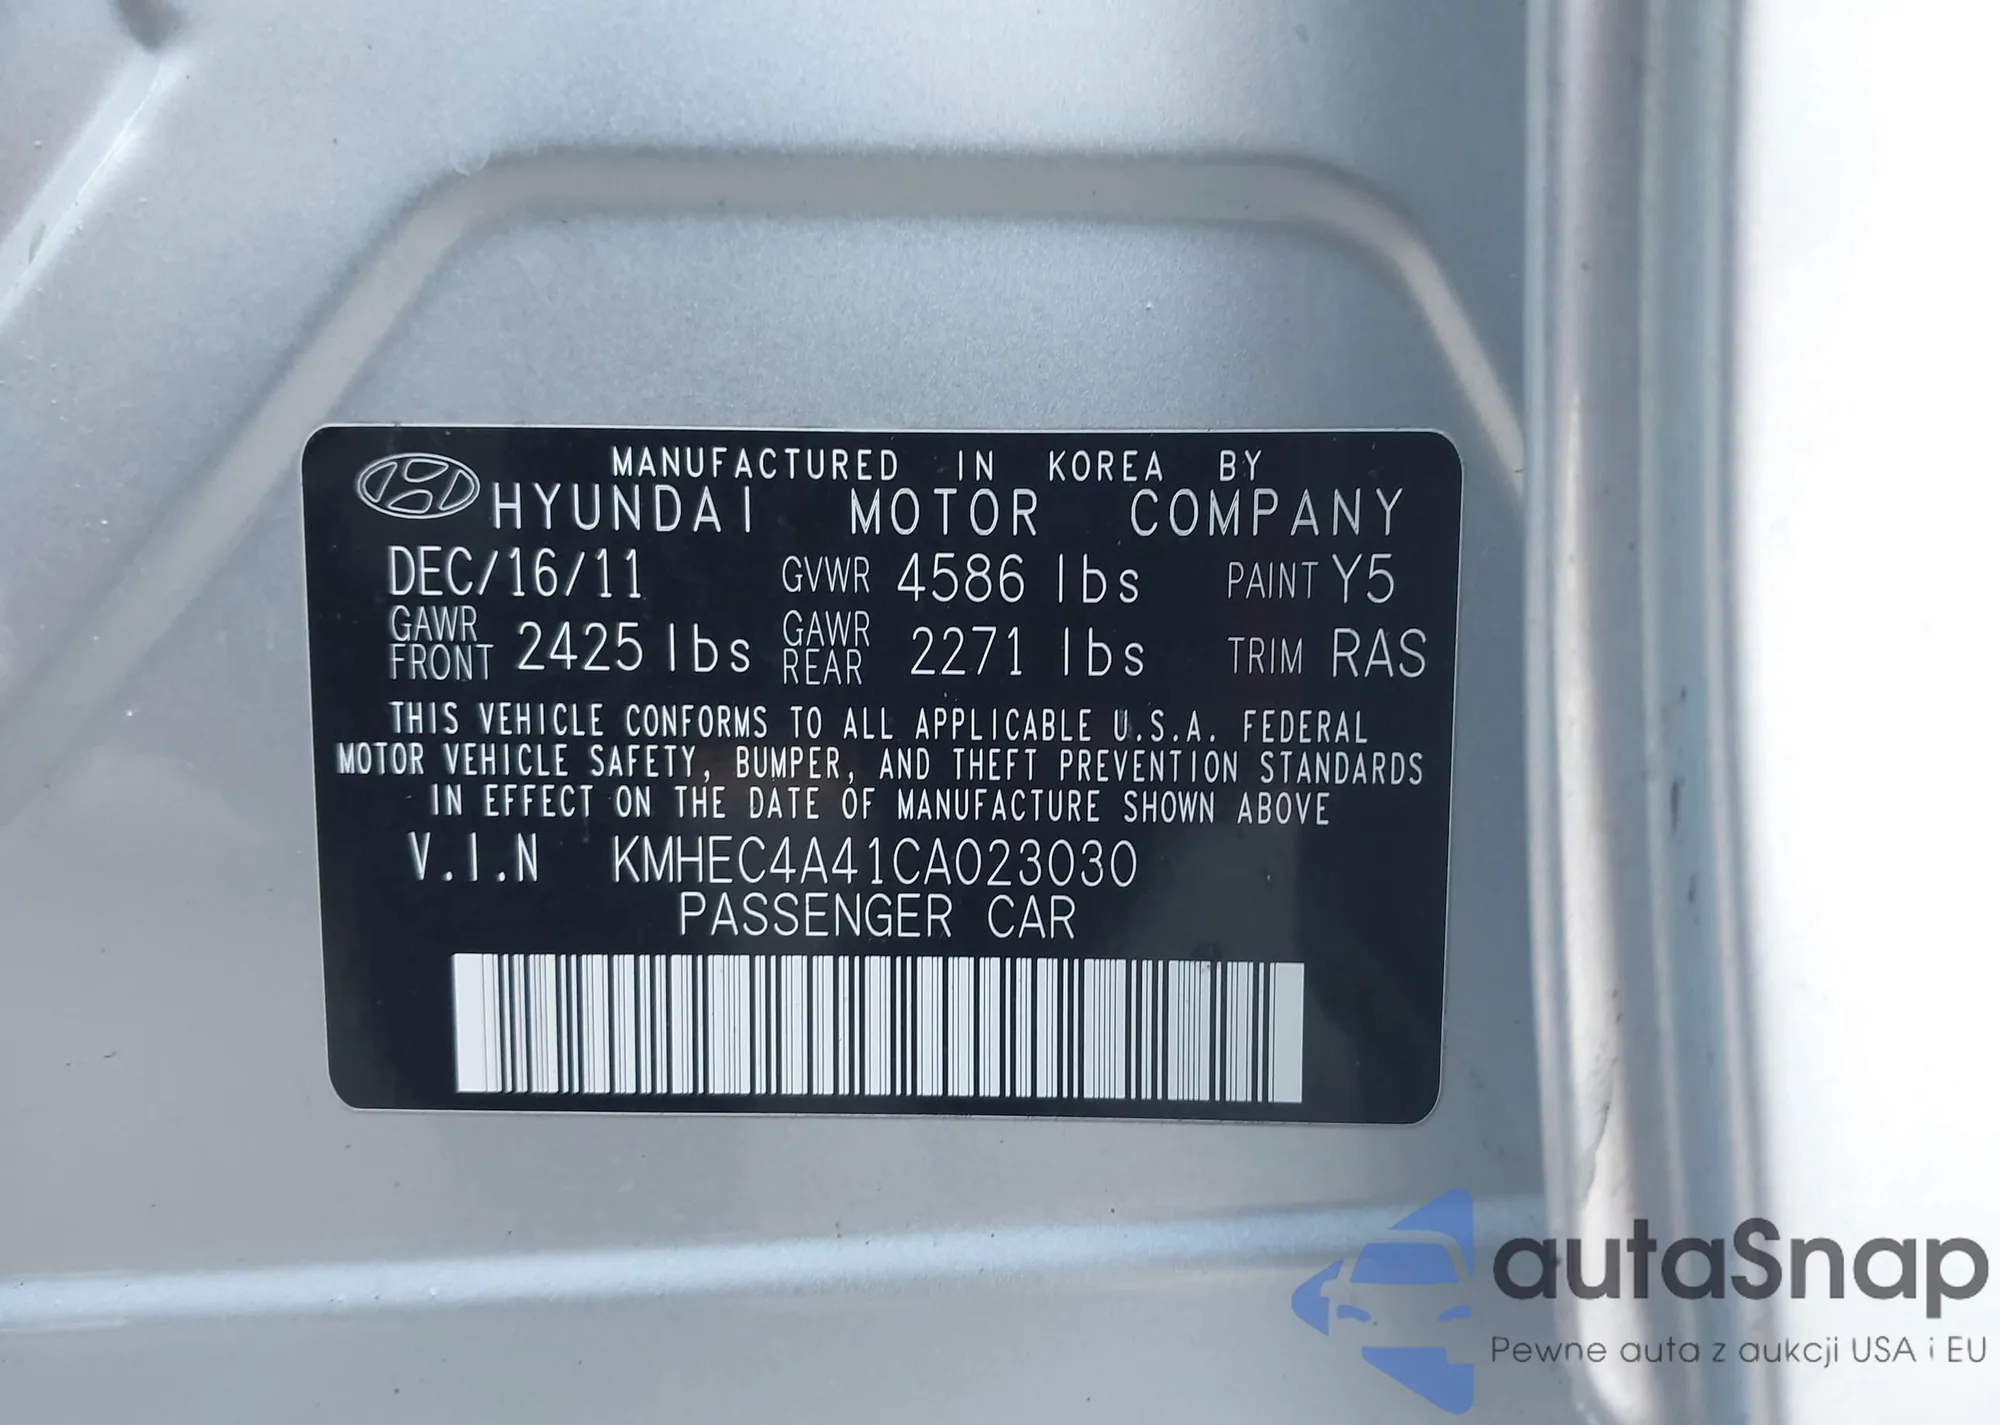 MANUFACTURED IN KOREA BY
HYUNDAI MOTOR COMPANY
DEC/16/11 GVWR 4586 lbs PAINT Y5
GAWR FRONT 2425 lbs GAWR REAR 2271 lbs TRIM RAS
THIS VEHICLE CONFORMS TO ALL APPLICABLE U.S.A. FEDERAL
MOTOR VEHICLE SAFETY, BUMPER, AND THEFT PREVENTION STANDARDS
IN EFFECT ON THE DATE OF MANUFACTURE SHOWN ABOVE
V.I.N KMHEC4A41CA023030
PASSENGER CAR
autaSnap
Pewne auta z aukcji USA i EU